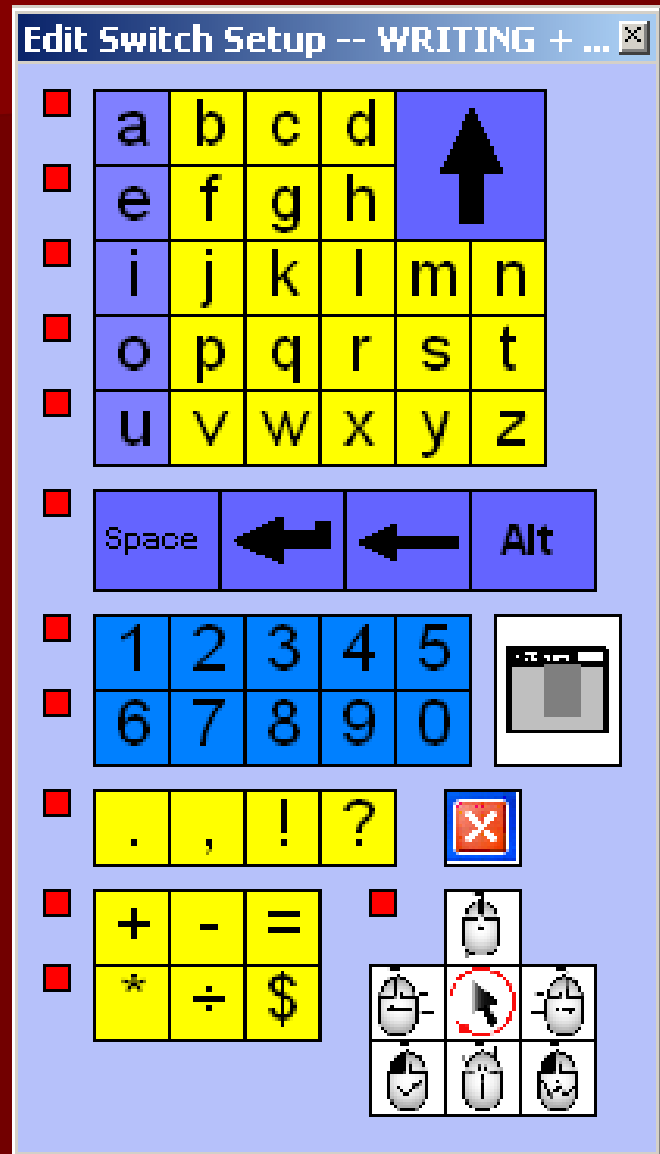 Edit Switch Setup -- WRITING + ...
a b c d
e f g h
i j k l m n
o p q r s t
u v w x y z
Space Alt
1 2 3 4 5
6 7 8 9 0
. , ! ?
+ - =
* ÷ $